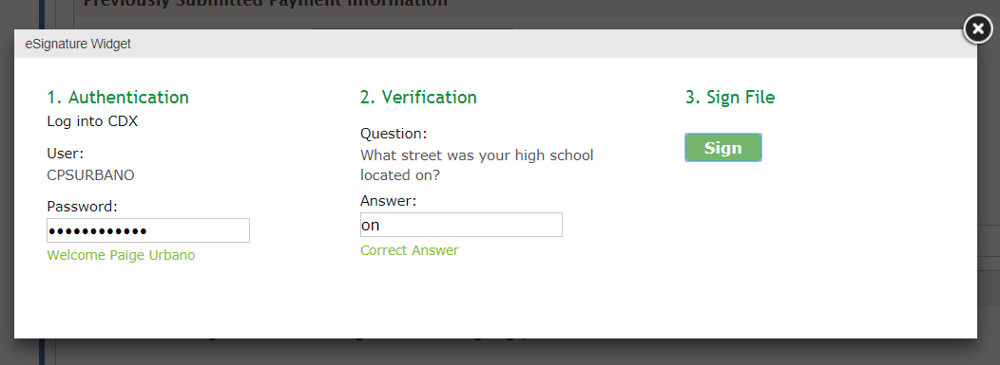 Previously Submitted Payment Information
eSignature Widget
1. Authentication
Log into CDX
User:
CPSURBANO
Password:
••••••••••••
Welcome Paige Urbano
2. Verification
Question:
What street was your high school
located on?
Answer:
on
Correct Answer
3. Sign File
Sign